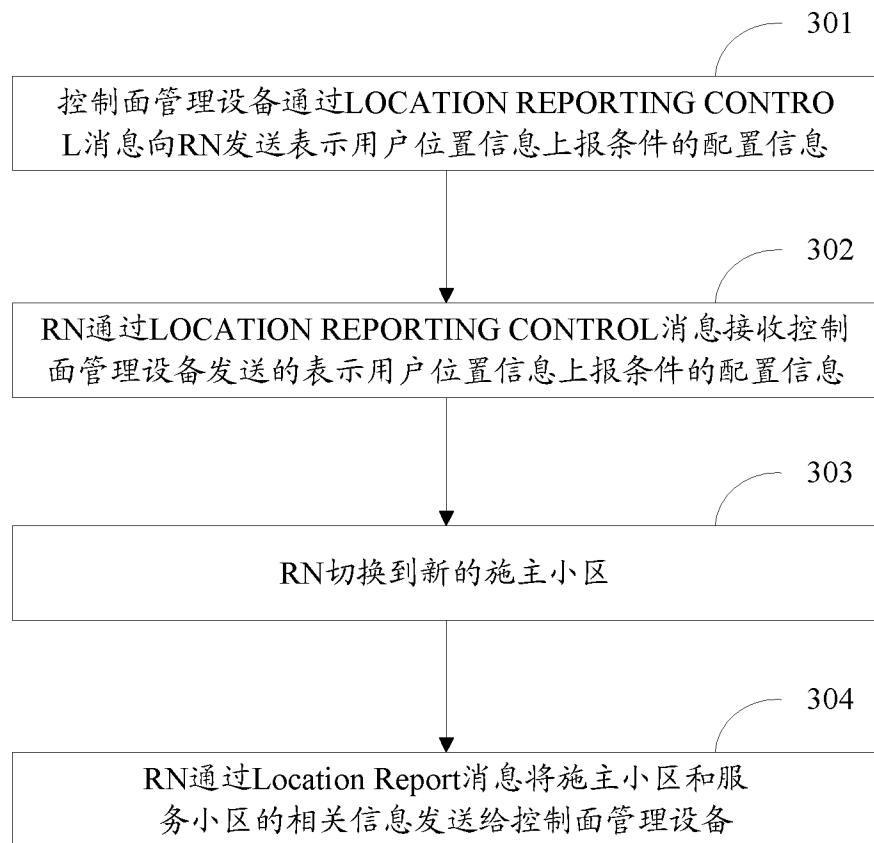 301
控制面管理设备通过LOCATION REPORTING CONTRO
L消息向RN发送表示用户位置信息上报条件的配置信息
302
RN通过LOCATION REPORTING CONTROL消息接收控制
面管理设备发送的表示用户位置信息上报条件的配置信息
303
RN切换到新的施主小区
304
RN通过Location Report消息将施主小区和服
务小区的相关信息发送给控制面管理设备